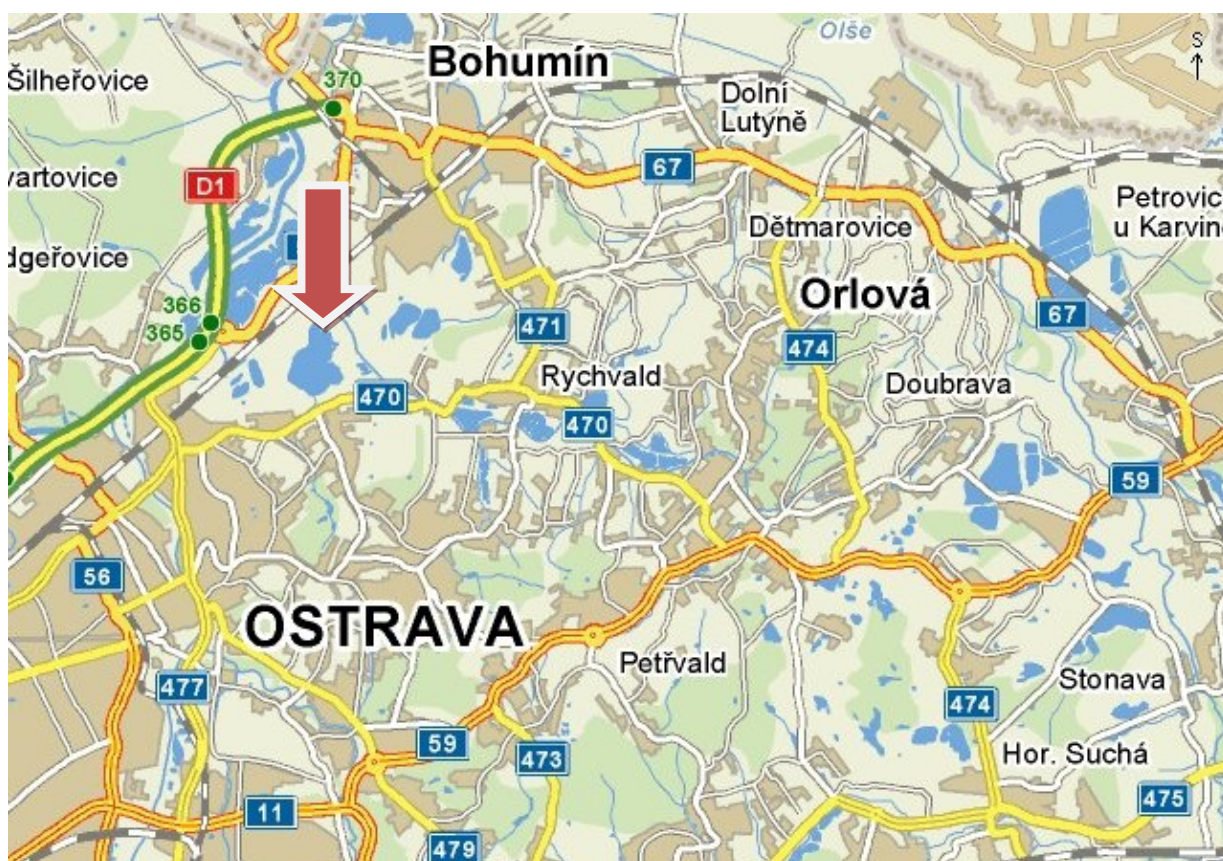 Olše
S
Bohumín
Šilheřovice
370
Dolní
Lutyně
67
D1
vartovice
Petrovic
u Karvin
Dětmarovice
dgeřovice
Orlová
366
365
471
67
474
Rychvald
Doubrava
470
470
59
56
OSTRAVA
Petřvald
477
Stonava
474
59
473
Hor. Suchá
11
475
479